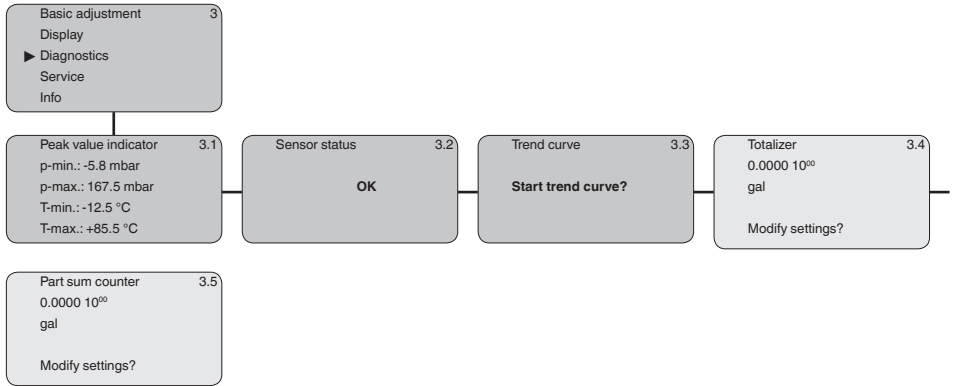 Basic adjustment 3
Display
▶ Diagnostics
Service
Info
Peak value indicator 3.1
p-min.: -5.8 mbar
p-max.: 167.5 mbar
T-min.: -12.5 °C
T-max.: +85.5 °C
Sensor status 3.2
OK
Trend curve 3.3
Start trend curve?
Totalizer 3.4
0.0000 10⁰⁰
gal
Modify settings?
Part sum counter 3.5
0.0000 10⁰⁰
gal
Modify settings?